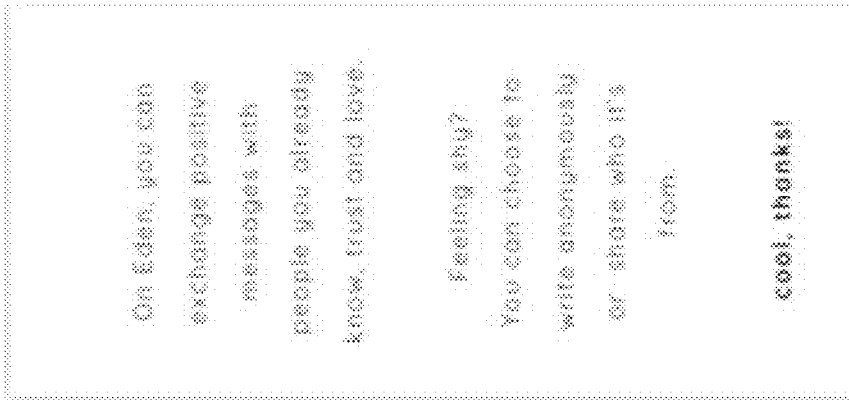 On Eden, you can
exchange positive
messages with
people you already
know, trust and love.
Feeling shy?
You can choose to
write anonymously
or share who it's
from.
cool, thanks!